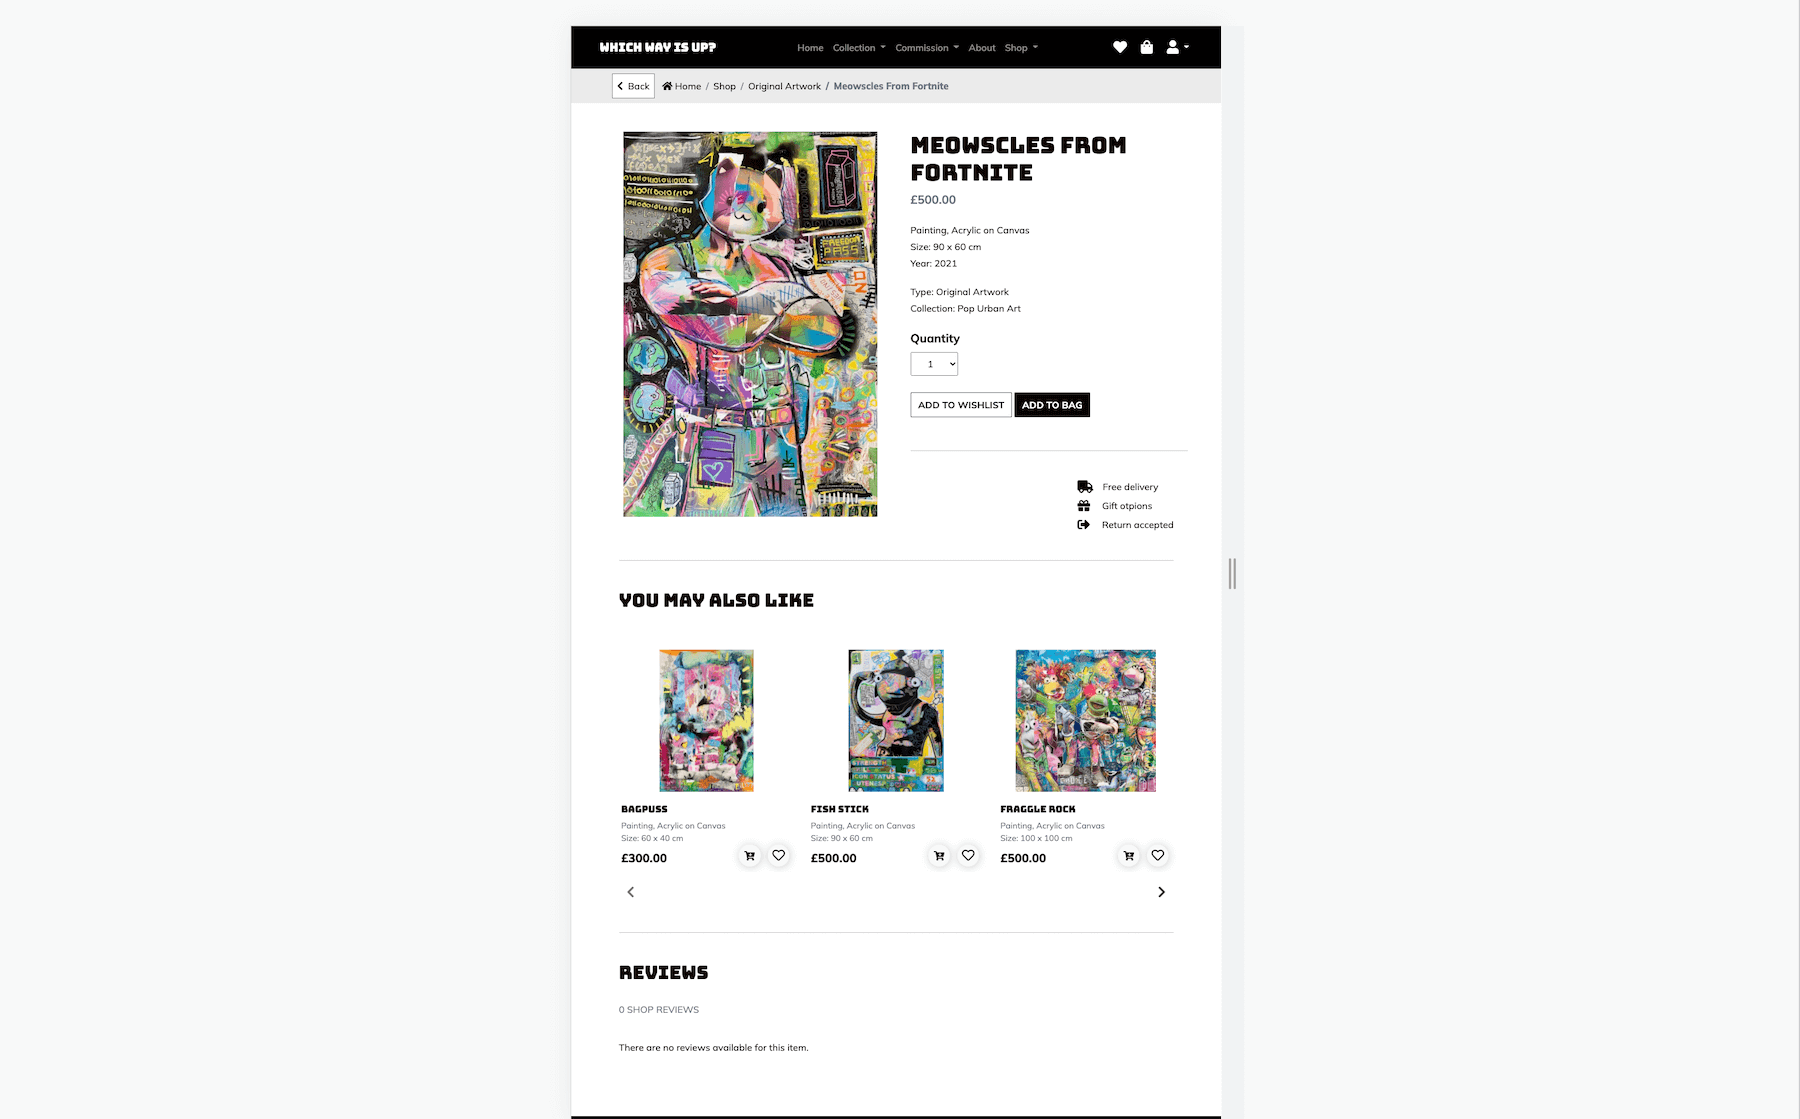 WHICH WAY IS UP?
Home Collection Commission About Shop
Back
Home / Shop / Original Artwork / Meowscles From Fortnite
FREEDOM
PASS
MEOWSCLES FROM
FORTNITE
£500.00
Painting, Acrylic on Canvas
Size: 90 x 60 cm
Year: 2021
Type: Original Artwork
Collection: Pop Urban Art
Quantity
1
ADD TO WISHLIST
ADD TO BAG
Free delivery
Gift otpions
Return accepted
YOU MAY ALSO LIKE
STRENGTH
ICON STATUS
BAGPUSS
Painting, Acrylic on Canvas
Size: 60 x 40 cm
£300.00
FISH STICK
Painting, Acrylic on Canvas
Size: 90 x 60 cm
£500.00
FRAGGLE ROCK
Painting, Acrylic on Canvas
Size: 100 x 100 cm
£500.00
REVIEWS
0 SHOP REVIEWS
There are no reviews available for this item.